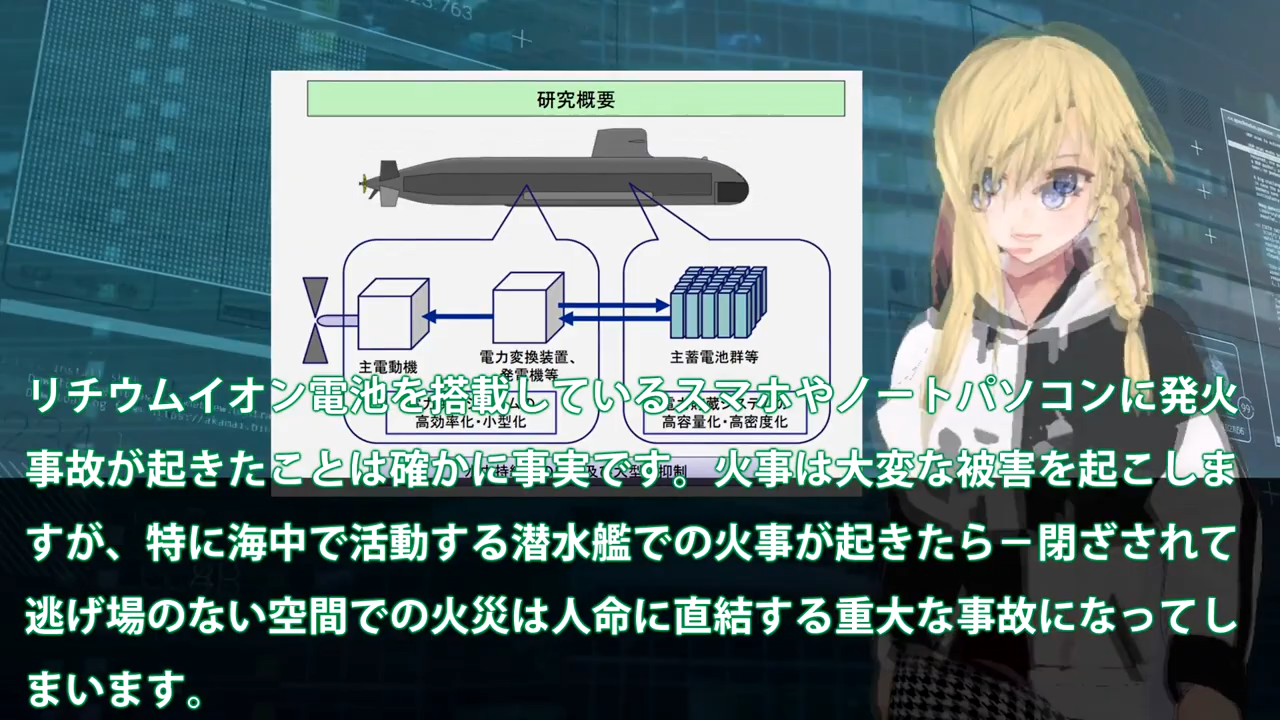 23.763
研究概要
主電動機
電力変換装置、
発電機等
主蓄電池群等
高効率化・小型化
高容量化・高密度化
リチウムイオン電池を搭載しているスマホやノートパソコンに発火
事故が起きたことは確かに事実です。火事は大変な被害を起こしま
すが、特に海中で活動する潜水艦での火事が起きたら－閉ざされて
逃げ場のない空間での火災は人命に直結する重大な事故になってし
まいます。